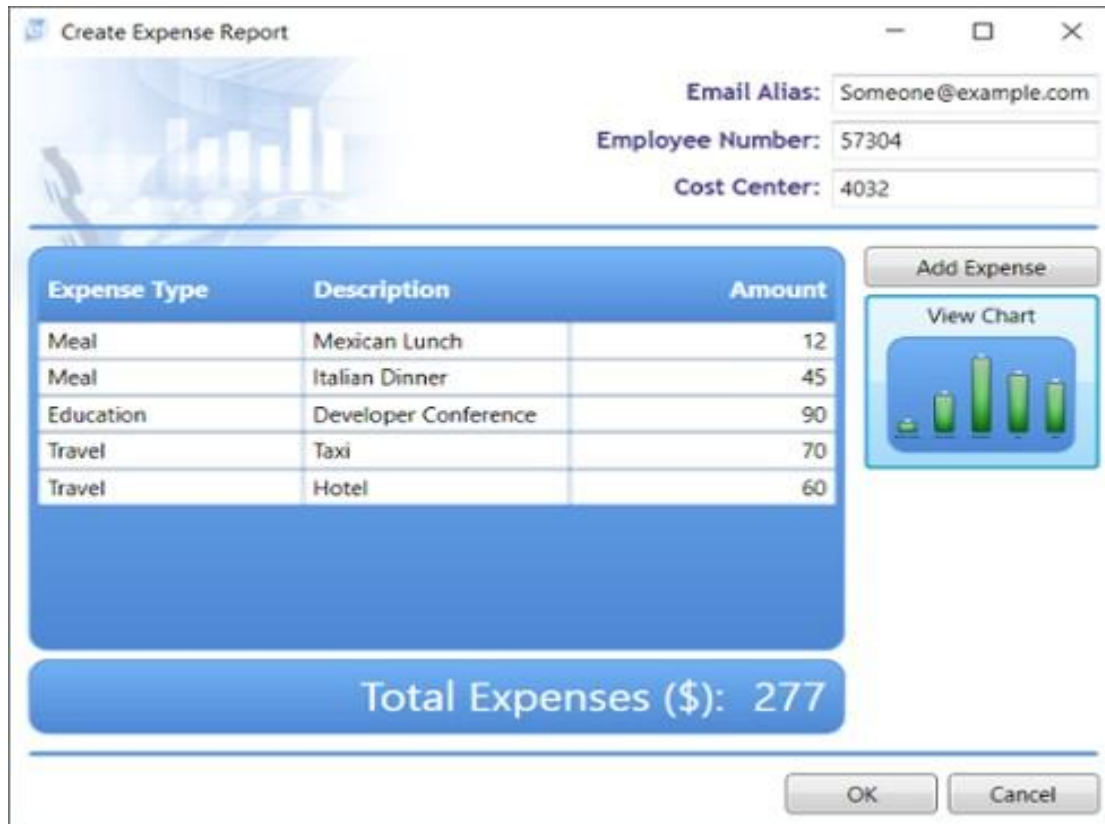 Create Expense Report
Email Alias: Someone@example.com
Employee Number: 57304
Cost Center: 4032
Add Expense
View Chart
Expense Type Description Amount
Meal Mexican Lunch 12
Meal Italian Dinner 45
Education Developer Conference 90
Travel Taxi 70
Travel Hotel 60
Total Expenses ($): 277
OK Cancel